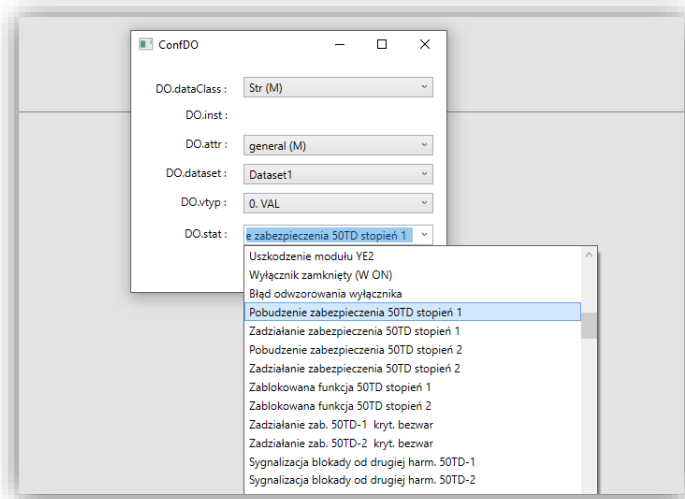 ConfDO
DO.dataClass : Str (M)
DO.inst :
DO.attr : general (M)
DO.dataset : Dataset1
DO.vtyp : 0. VAL
DO.stat : e zabezpieczenia 50TD stopień 1
Uszkodzenie modułu YE2
Wyłącznik zamknięty (W ON)
Błąd odwzorowania wyłącznika
Pobudzenie zabezpieczenia 50TD stopień 1
Zadziałanie zabezpieczenia 50TD stopień 1
Pobudzenie zabezpieczenia 50TD stopień 2
Zadziałanie zabezpieczenia 50TD stopień 2
Zablokowana funkcja 50TD stopień 1
Zablokowana funkcja 50TD stopień 2
Zadziałanie zab. 50TD-1 kryt. bezwar
Zadziałanie zab. 50TD-2 kryt. bezwar
Sygnalizacja blokady od drugiej harm. 50TD-1
Sygnalizacja blokady od drugiej harm. 50TD-2